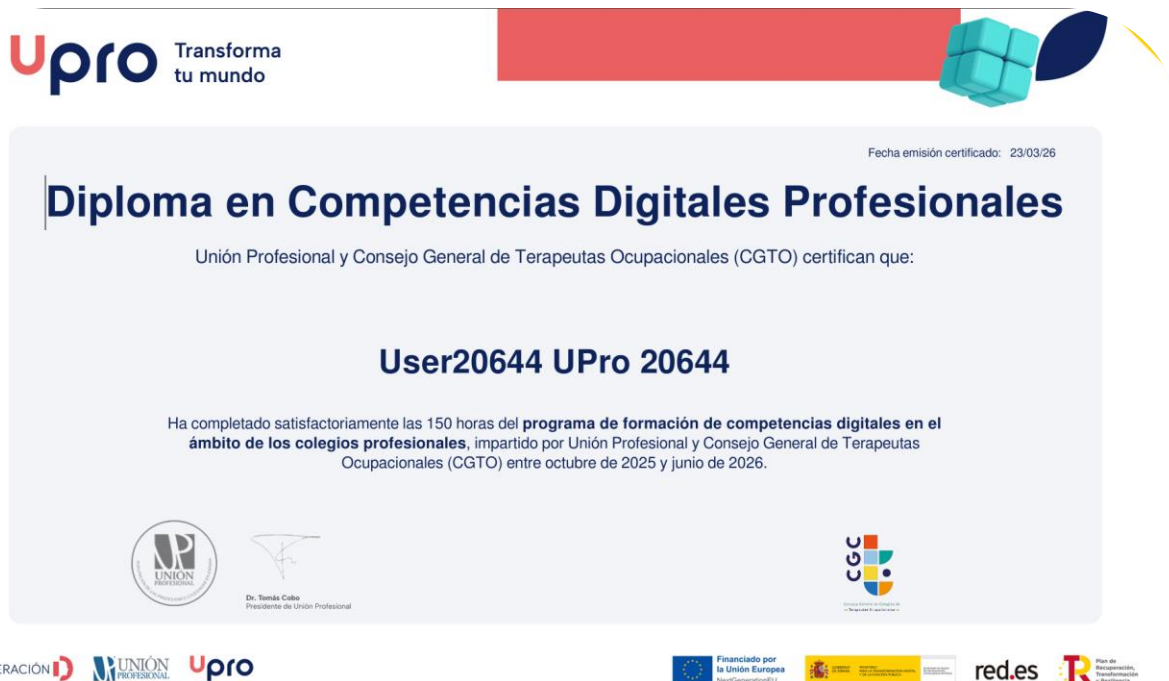 Upro Transforma
tu mundo
Fecha emisión certificado: 23/03/26
Diploma en Competencias Digitales Profesionales
Unión Profesional y Consejo General de Terapeutas Ocupacionales (CGTO) certifican que:
User20644 UPro 20644
Ha completado satisfactoriamente las 150 horas del programa de formación de competencias digitales en el
ámbito de los colegios profesionales, impartido por Unión Profesional y Consejo General de Terapeutas
Ocupacionales (CGTO) entre octubre de 2025 y junio de 2026.
UNIÓN
PROFESIONAL
Dr. Tomás Cobo
Presidente de Unión Profesional
CGC
ERACIÓN D
UNIÓN
PROFESIONAL
Upro
Financiado por
la Unión Europea
NextGenerationEU
red.es
Plan de
Recuperación,
Transformación
y Resiliencia